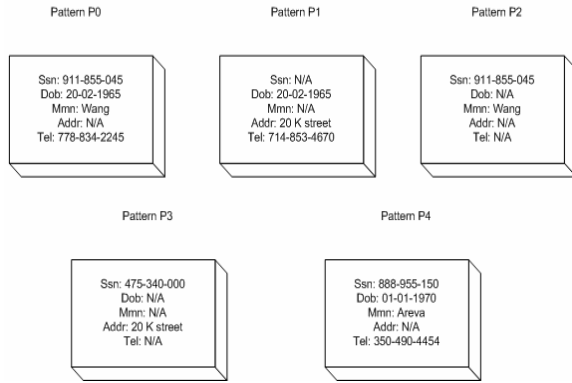 Pattern P0
Pattern P1
Pattern P2
Ssn: 911-855-045
Dob: 20-02-1965
Mmn: Wang
Addr: N/A
Tel: 778-834-2245
Ssn: N/A
Dob: 20-02-1965
Mmn: N/A
Addr: 20 K street
Tel: 714-853-4670
Ssn: 911-855-045
Dob: N/A
Mmn: Wang
Addr: N/A
Tel: N/A
Pattern P3
Pattern P4
Ssn: 475-340-000
Dob: N/A
Mmn: N/A
Addr: 20 K street
Tel: N/A
Ssn: 888-955-150
Dob: 01-01-1970
Mmn: Areva
Addr: N/A
Tel: 350-490-4454